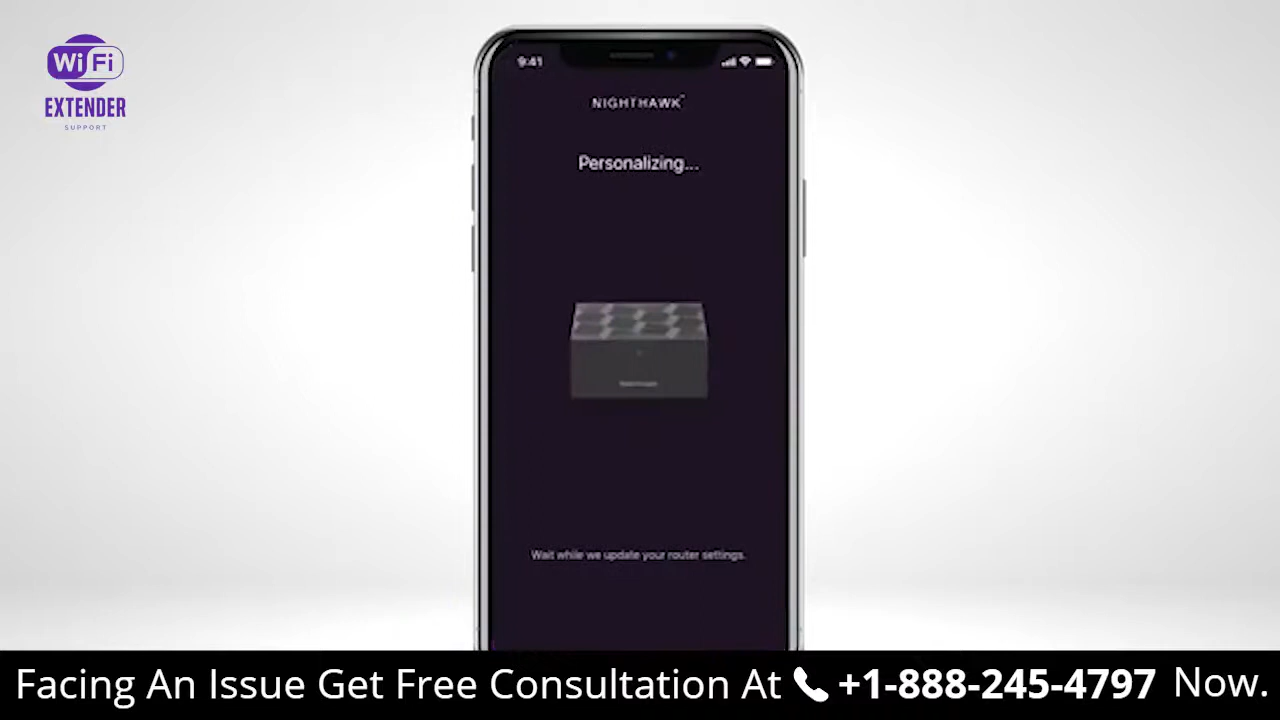 WiFi
EXTENDER
SUPPORT
9:41
NIGHTHAWK™
Personalizing...
Wait while we update your router settings.
Facing An Issue Get Free Consultation At +1-888-245-4797 Now.